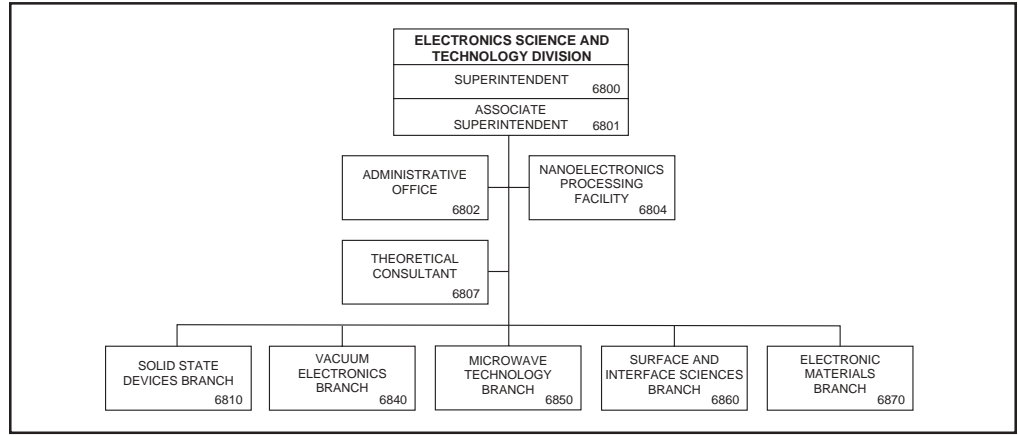 ELECTRONICS SCIENCE AND
TECHNOLOGY DIVISION
SUPERINTENDENT
6800
ASSOCIATE
SUPERINTENDENT
6801
ADMINISTRATIVE
OFFICE
6802
NANOELECTRONICS
PROCESSING
FACILITY
6804
THEORETICAL
CONSULTANT
6807
SOLID STATE
DEVICES BRANCH
6810
VACUUM
ELECTRONICS
BRANCH
6840
MICROWAVE
TECHNOLOGY
BRANCH
6850
SURFACE AND
INTERFACE SCIENCES
BRANCH
6860
ELECTRONIC
MATERIALS
BRANCH
6870